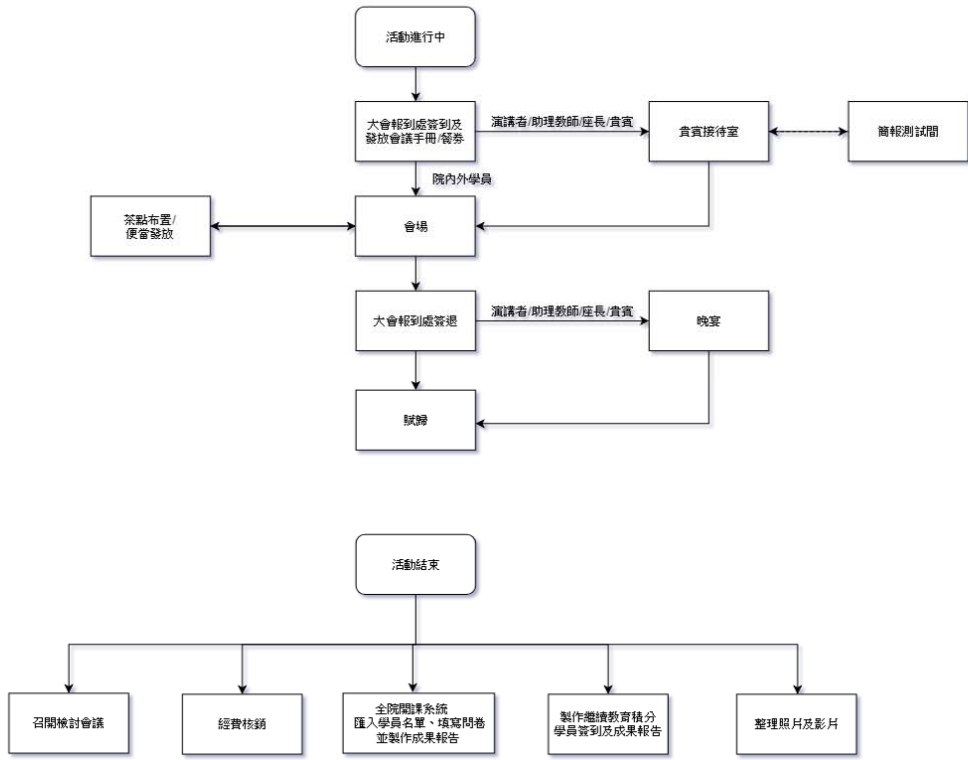 活動進行中
大會報到處簽到及
發放會議手冊/餐券
演講者/助理教師/座長/貴賓
貴賓接待室
簡報測試間
院內外學員
茶點布置/
便當發放
會場
大會報到處簽退
演講者/助理教師/座長/貴賓
晚宴
賦歸
活動結束
召開檢討會議
經費核銷
全院開課系統
匯入學員名單、填寫問卷
並製作成果報告
製作繼續教育積分
學員簽到及成果報告
整理照片及影片